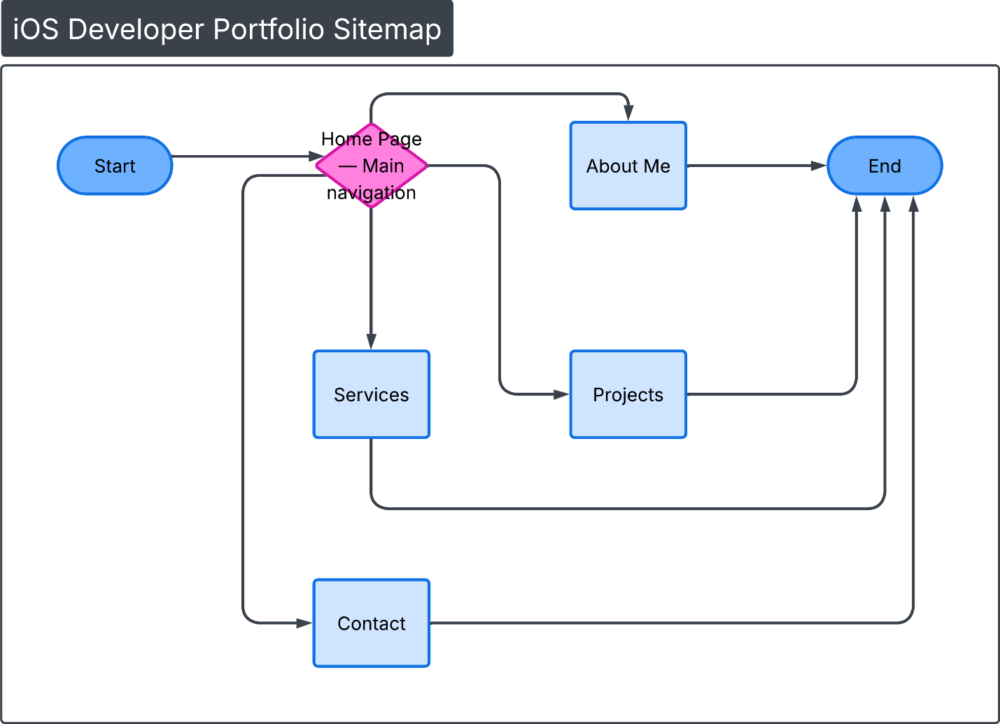 iOS Developer Portfolio Sitemap
Start
Home Page
— Main
navigation
About Me
End
Services
Projects
Contact